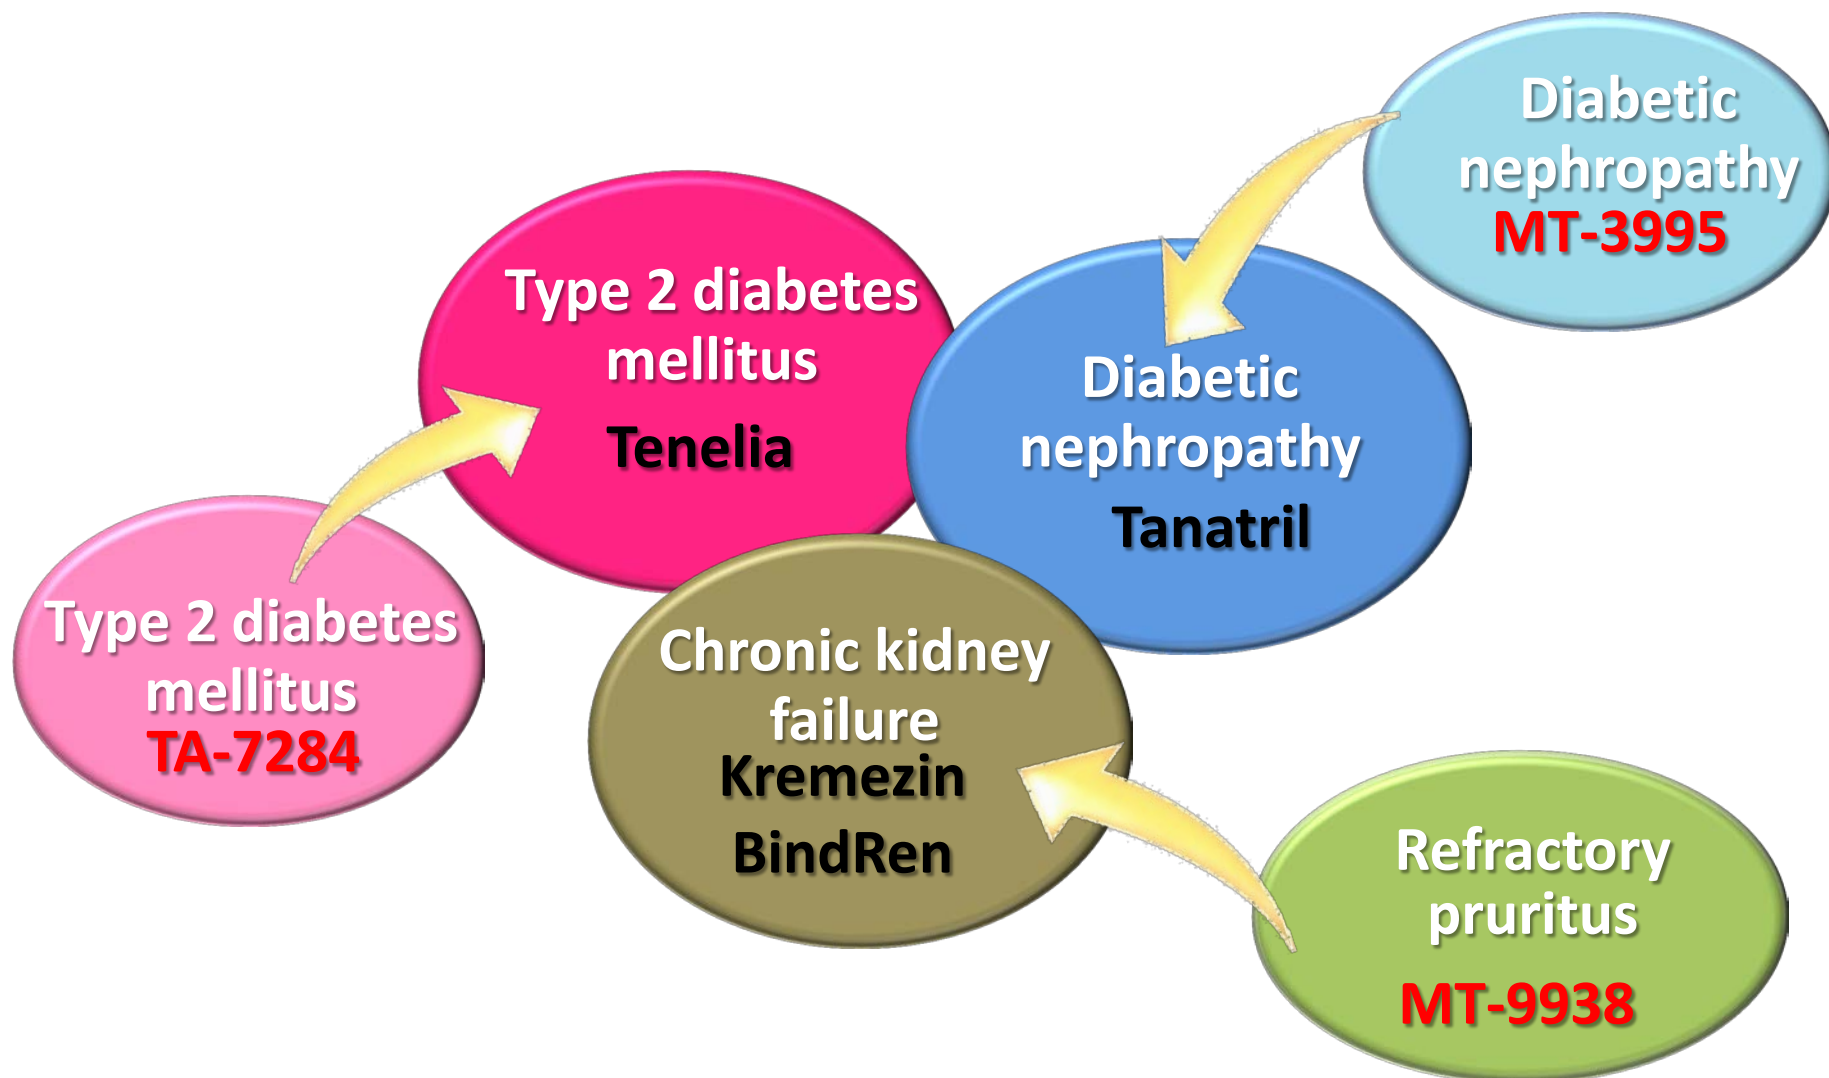 Diabetic
nephropathy
MT-3995
Type 2 diabetes
mellitus
Tenelia
Diabetic
nephropathy
Tanatril
Type 2 diabetes
mellitus
TA-7284
Chronic kidney
failure
Kremezin
BindRen
Refractory
pruritus
MT-9938